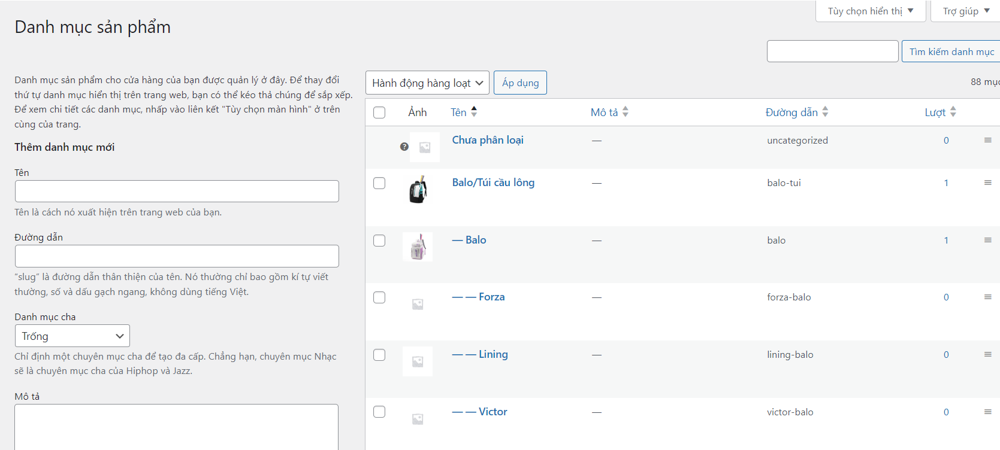 Tùy chọn hiển thị
Trợ giúp
Danh mục sản phẩm
Tìm kiếm danh mục
Danh mục sản phẩm cho cửa hàng của bạn được quản lý ở đây. Để thay đổi
thứ tự danh mục hiển thị trên trang web, bạn có thể kéo thả chúng để sắp xếp.
Để xem chi tiết các danh mục, nhấp vào liên kết "Tùy chọn màn hình" ở trên
cùng của trang.
Thêm danh mục mới
Tên
Tên là cách nó xuất hiện trên trang web của bạn.
Đường dẫn
“slug” là đường dẫn thân thiện của tên. Nó thường chỉ bao gồm kí tự viết
thường, số và dấu gạch ngang, không dùng tiếng Việt.
Danh mục cha
Trống
Chỉ định một chuyên mục cha để tạo đa cấp. Chẳng hạn, chuyên mục Nhạc
sẽ là chuyên mục cha của Hiphop và Jazz.
Mô tả
Hành động hàng loạt Áp dụng 88 mục
Ảnh Tên Mô tả Đường dẫn Lượt
Chưa phân loại — uncategorized 0
Balo/Túi cầu lông — balo-tui 1
— Balo — balo 1
— — Forza — forza-balo 0
— — Lining — lining-balo 0
— — Victor — victor-balo 0